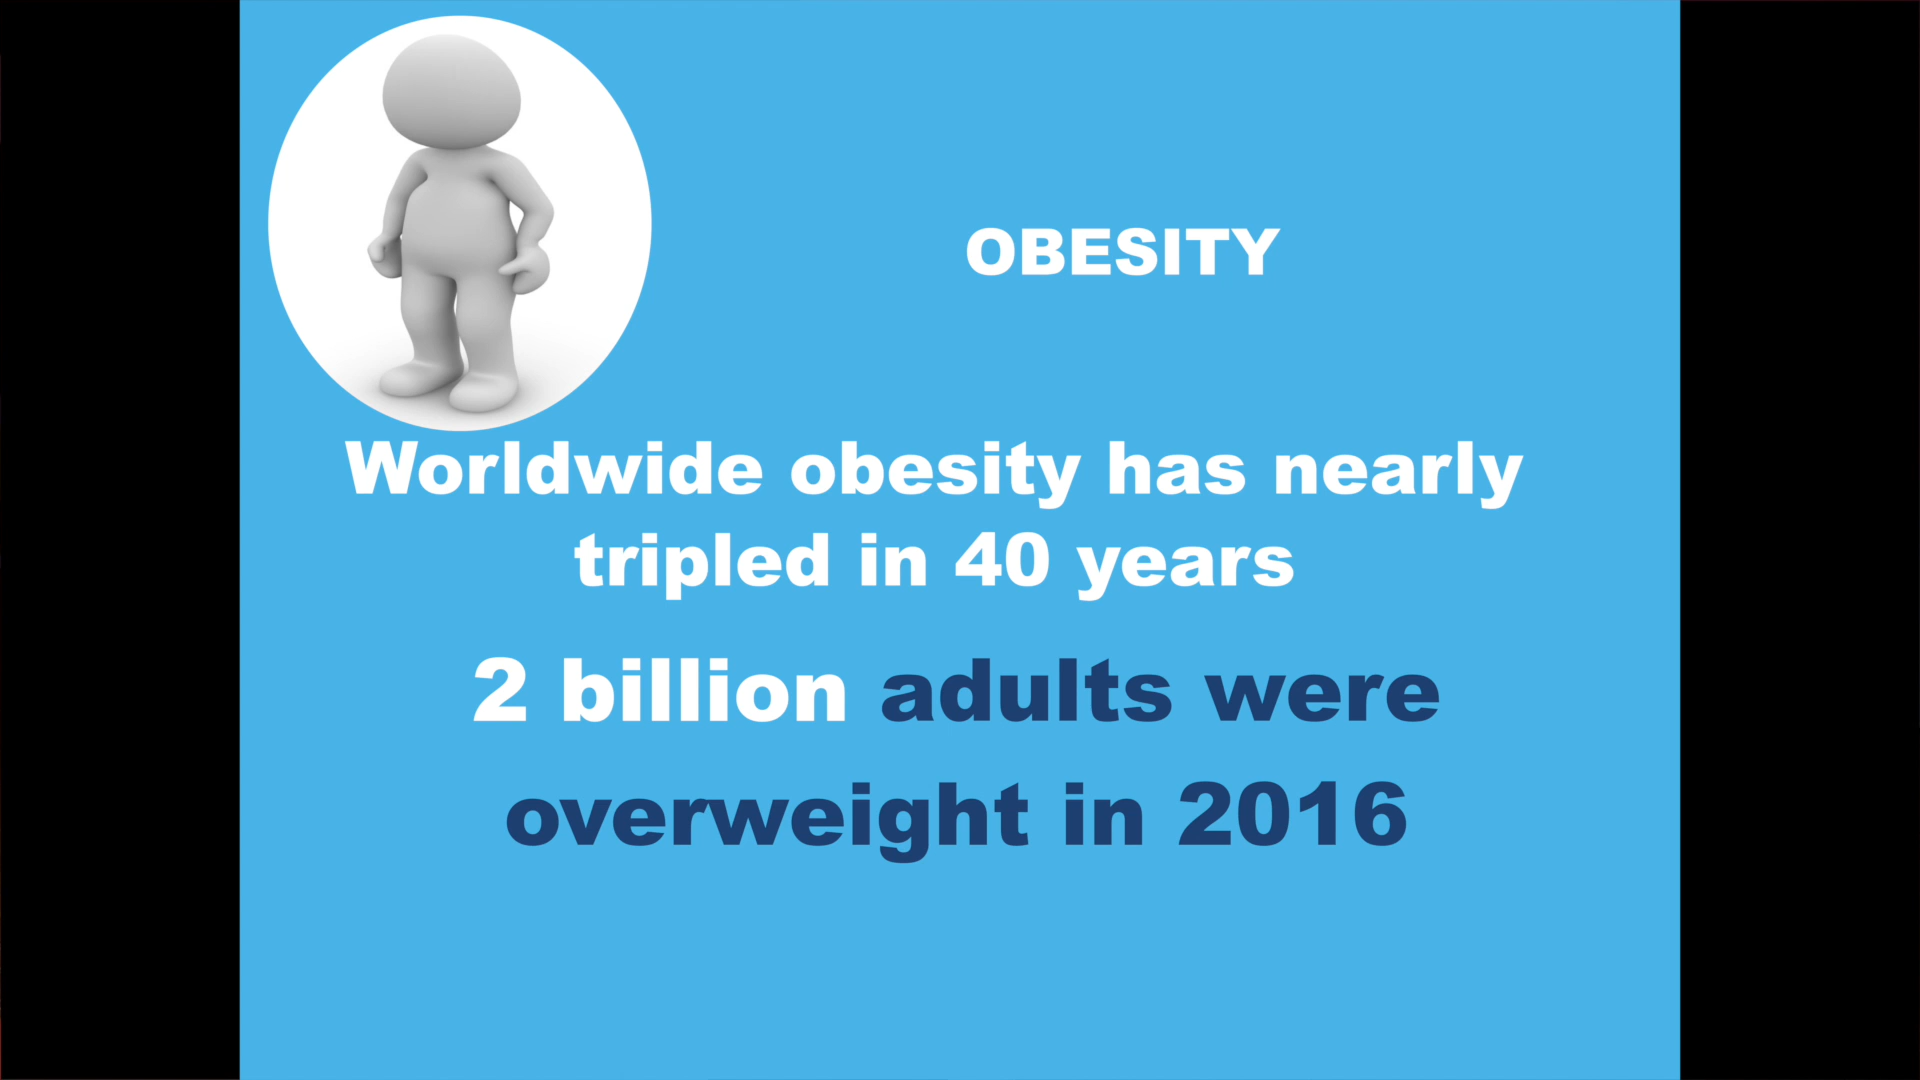 OBESITY
Worldwide obesity has nearly
tripled in 40 years
2 billion adults were
overweight in 2016